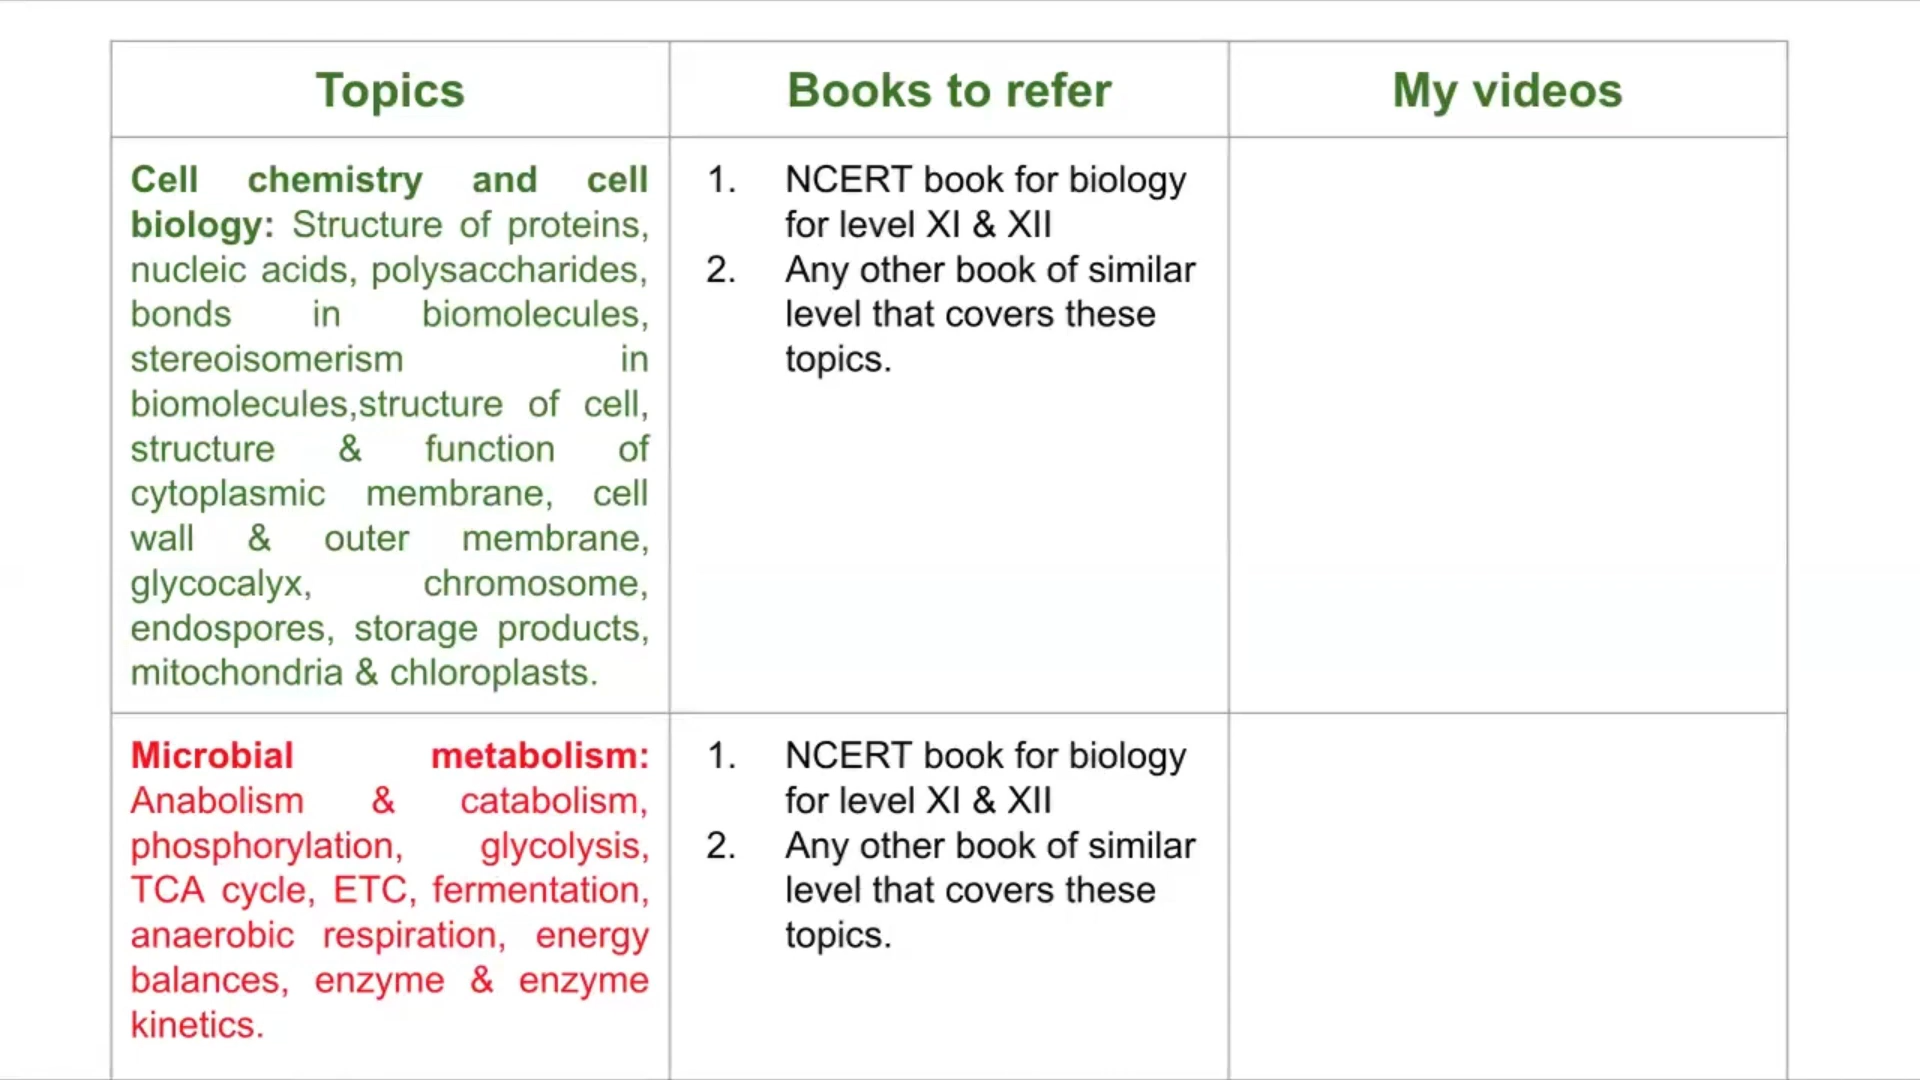 Topics
Books to refer
My videos
Cell chemistry and cell
biology: Structure of proteins,
nucleic acids, polysaccharides,
bonds in biomolecules,
stereoisomerism in
biomolecules,structure of cell,
structure & function of
cytoplasmic membrane, cell
wall & outer membrane,
glycocalyx, chromosome,
endospores, storage products,
mitochondria & chloroplasts.
1. NCERT book for biology
for level XI & XII
2. Any other book of similar
level that covers these
topics.
Microbial metabolism:
Anabolism & catabolism,
phosphorylation, glycolysis,
TCA cycle, ETC, fermentation,
anaerobic respiration, energy
balances, enzyme & enzyme
kinetics.
1. NCERT book for biology
for level XI & XII
2. Any other book of similar
level that covers these
topics.